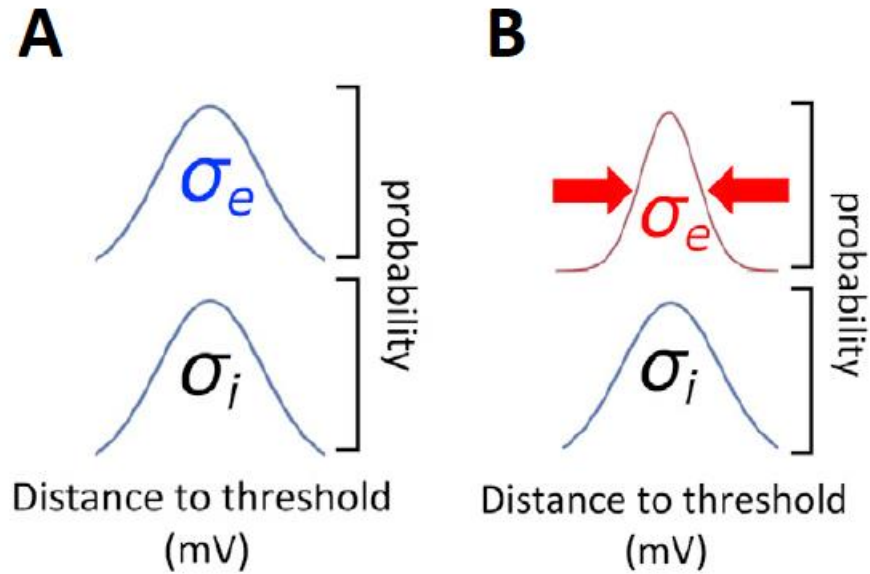 A
σe
probability
σi
Distance to threshold
(mV)
B
σe
probability
σi
Distance to threshold
(mV)